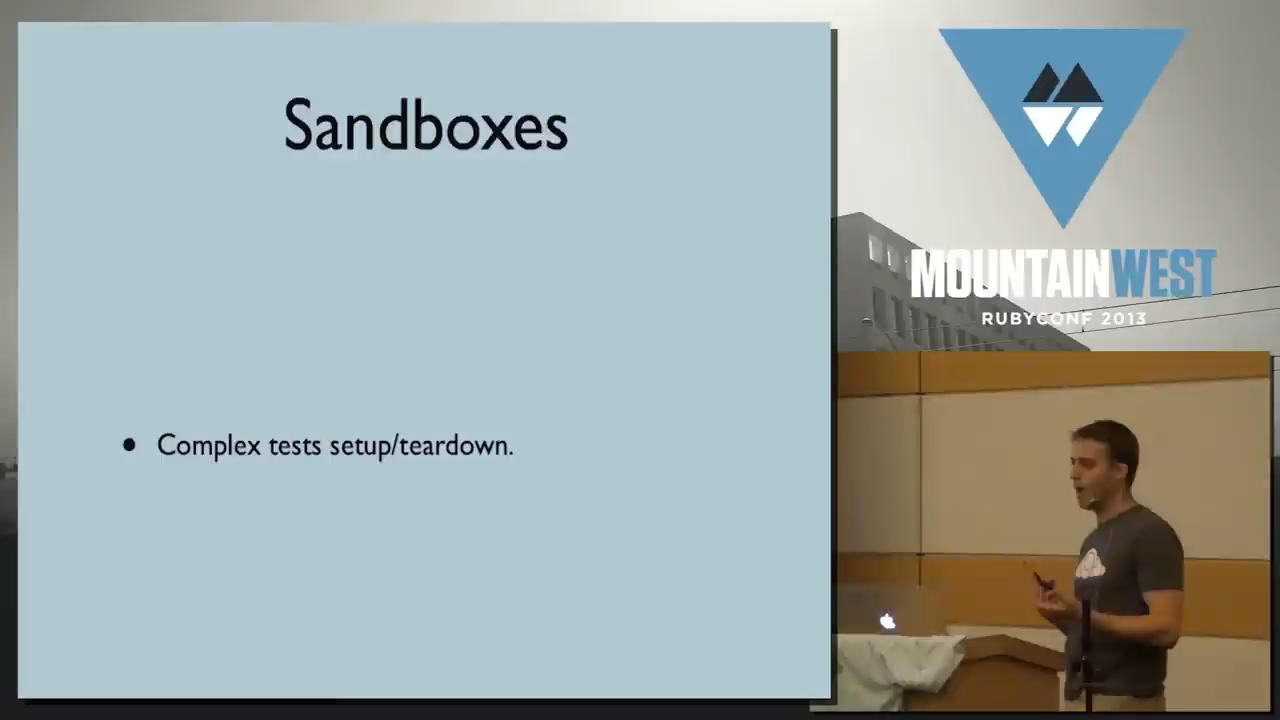 Sandboxes
• Complex tests setup/teardown.
MOUNTAINWEST
RUBYCONF 2013